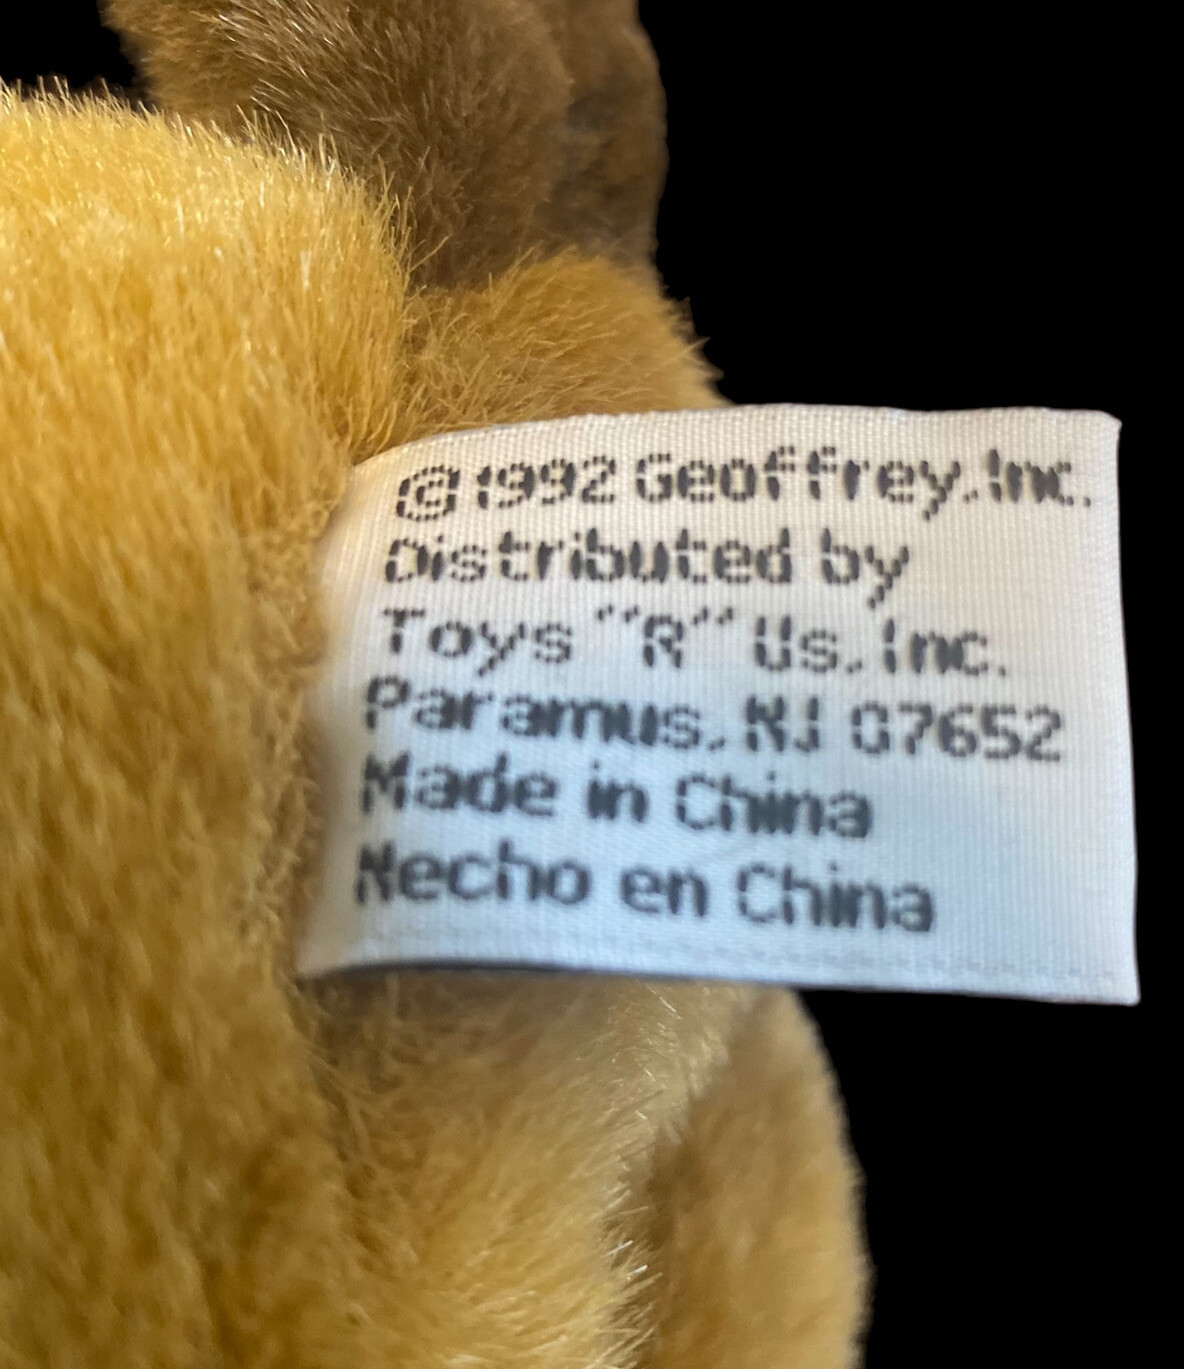 ©1992 Geoffrey, Inc.
Distributed by
Toys "R" Us, Inc.
Paramus, NJ 07652
Made in China
Hecho en China